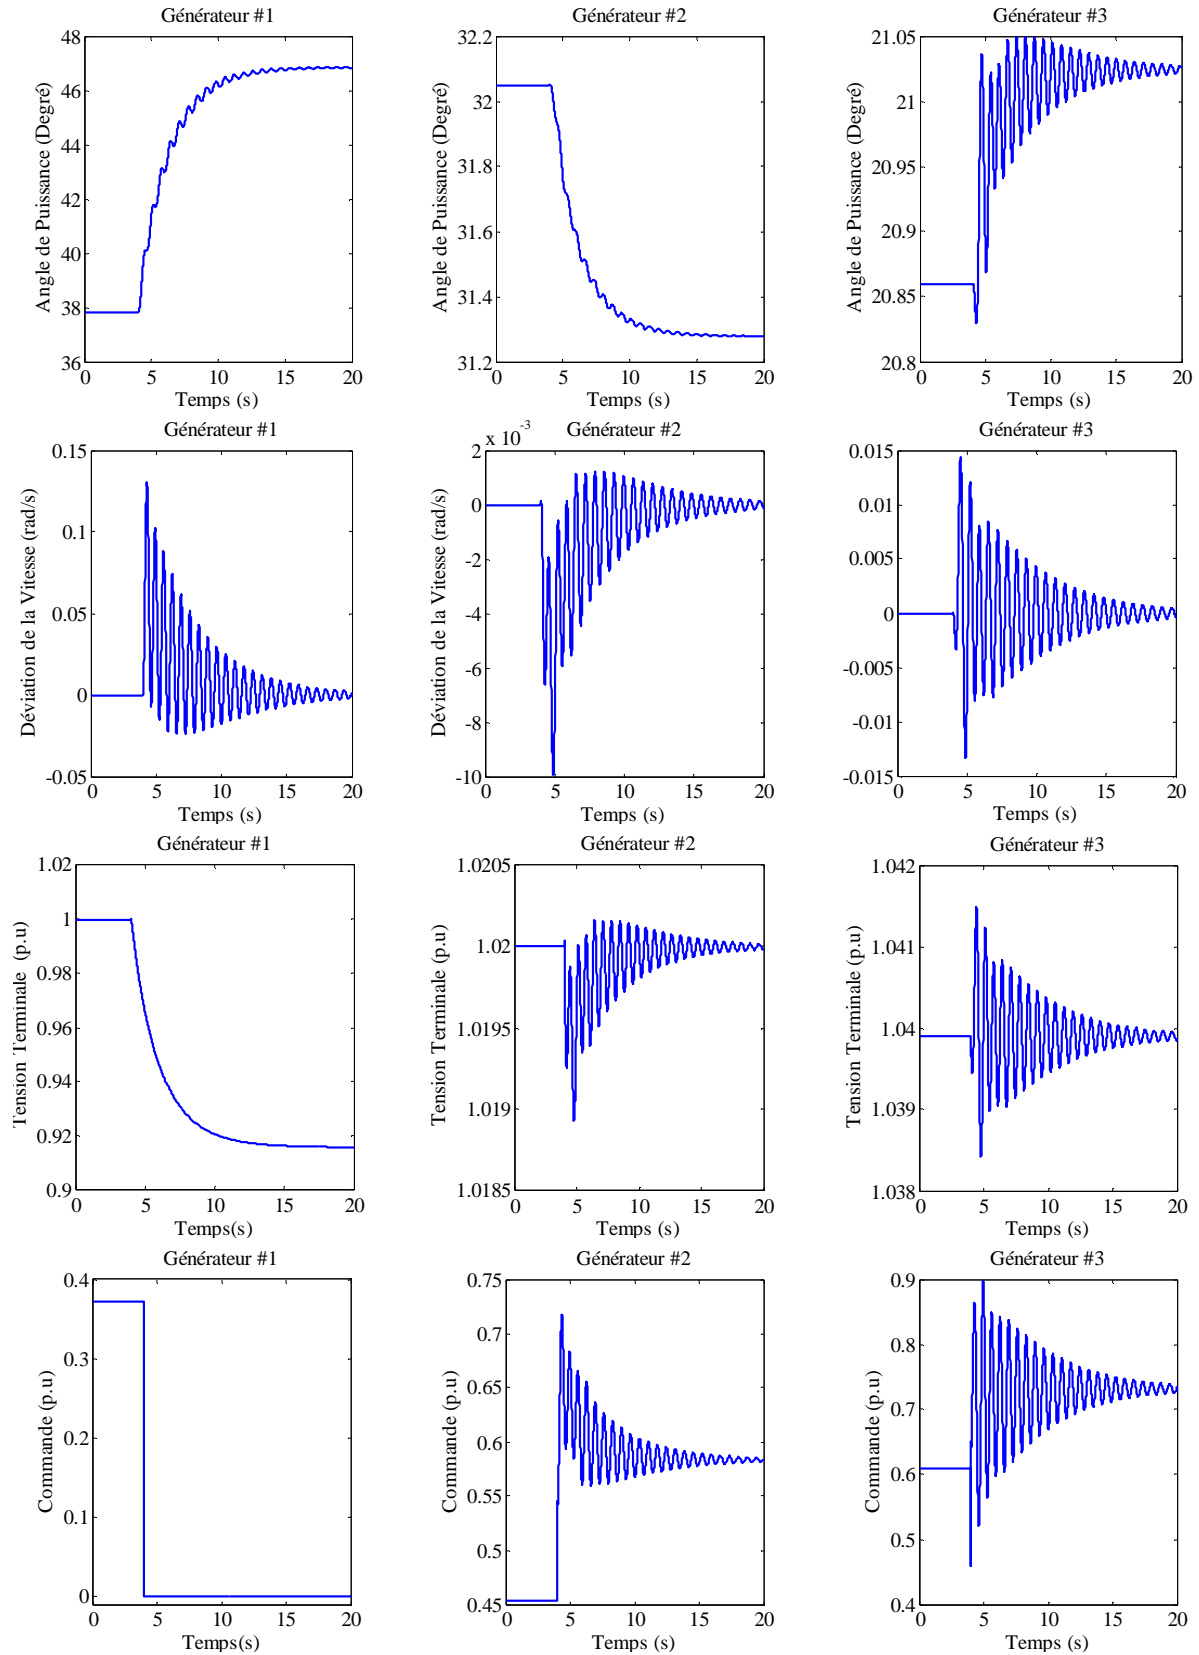 Générateur #1
Angle de Puissance (Degré)
48
46
44
42
40
38
36
0 5 10 15 20
Temps (s)
Générateur #2
Angle de Puissance (Degré)
32.2
32
31.8
31.6
31.4
31.2
0 5 10 15 20
Temps (s)
Générateur #3
Angle de Puissance (Degré)
21.05
21
20.95
20.9
20.85
20.8
0 5 10 15 20
Temps (s)
Générateur #1
Déviation de la Vitesse (rad/s)
0.15
0.1
0.05
0
-0.05
0 5 10 15 20
Temps (s)
Générateur #2
x 10-3
Déviation de la Vitesse (rad/s)
2
0
-2
-4
-6
-8
-10
0 5 10 15 20
Temps (s)
Générateur #3
Déviation de la Vitesse (rad/s)
0.015
0.01
0.005
0
-0.005
-0.01
-0.015
0 5 10 15 20
Temps (s)
Générateur #1
Tension Terminale (p.u)
1.02
1
0.98
0.96
0.94
0.92
0.9
0 5 10 15 20
Temps(s)
Générateur #2
Tension Terminale (p.u)
1.0205
1.02
1.0195
1.019
1.0185
0 5 10 15 20
Temps (s)
Générateur #3
Tension Terminale (p.u)
1.042
1.041
1.04
1.039
1.038
0 5 10 15 20
Temps (s)
Générateur #1
Commande (p.u)
0.4
0.3
0.2
0.1
0
0 5 10 15 20
Temps(s)
Générateur #2
Commande (p.u)
0.75
0.7
0.65
0.6
0.55
0.5
0.45
0 5 10 15 20
Temps (s)
Générateur #3
Commande (p.u)
0.9
0.8
0.7
0.6
0.5
0.4
0 5 10 15 20
Temps (s)